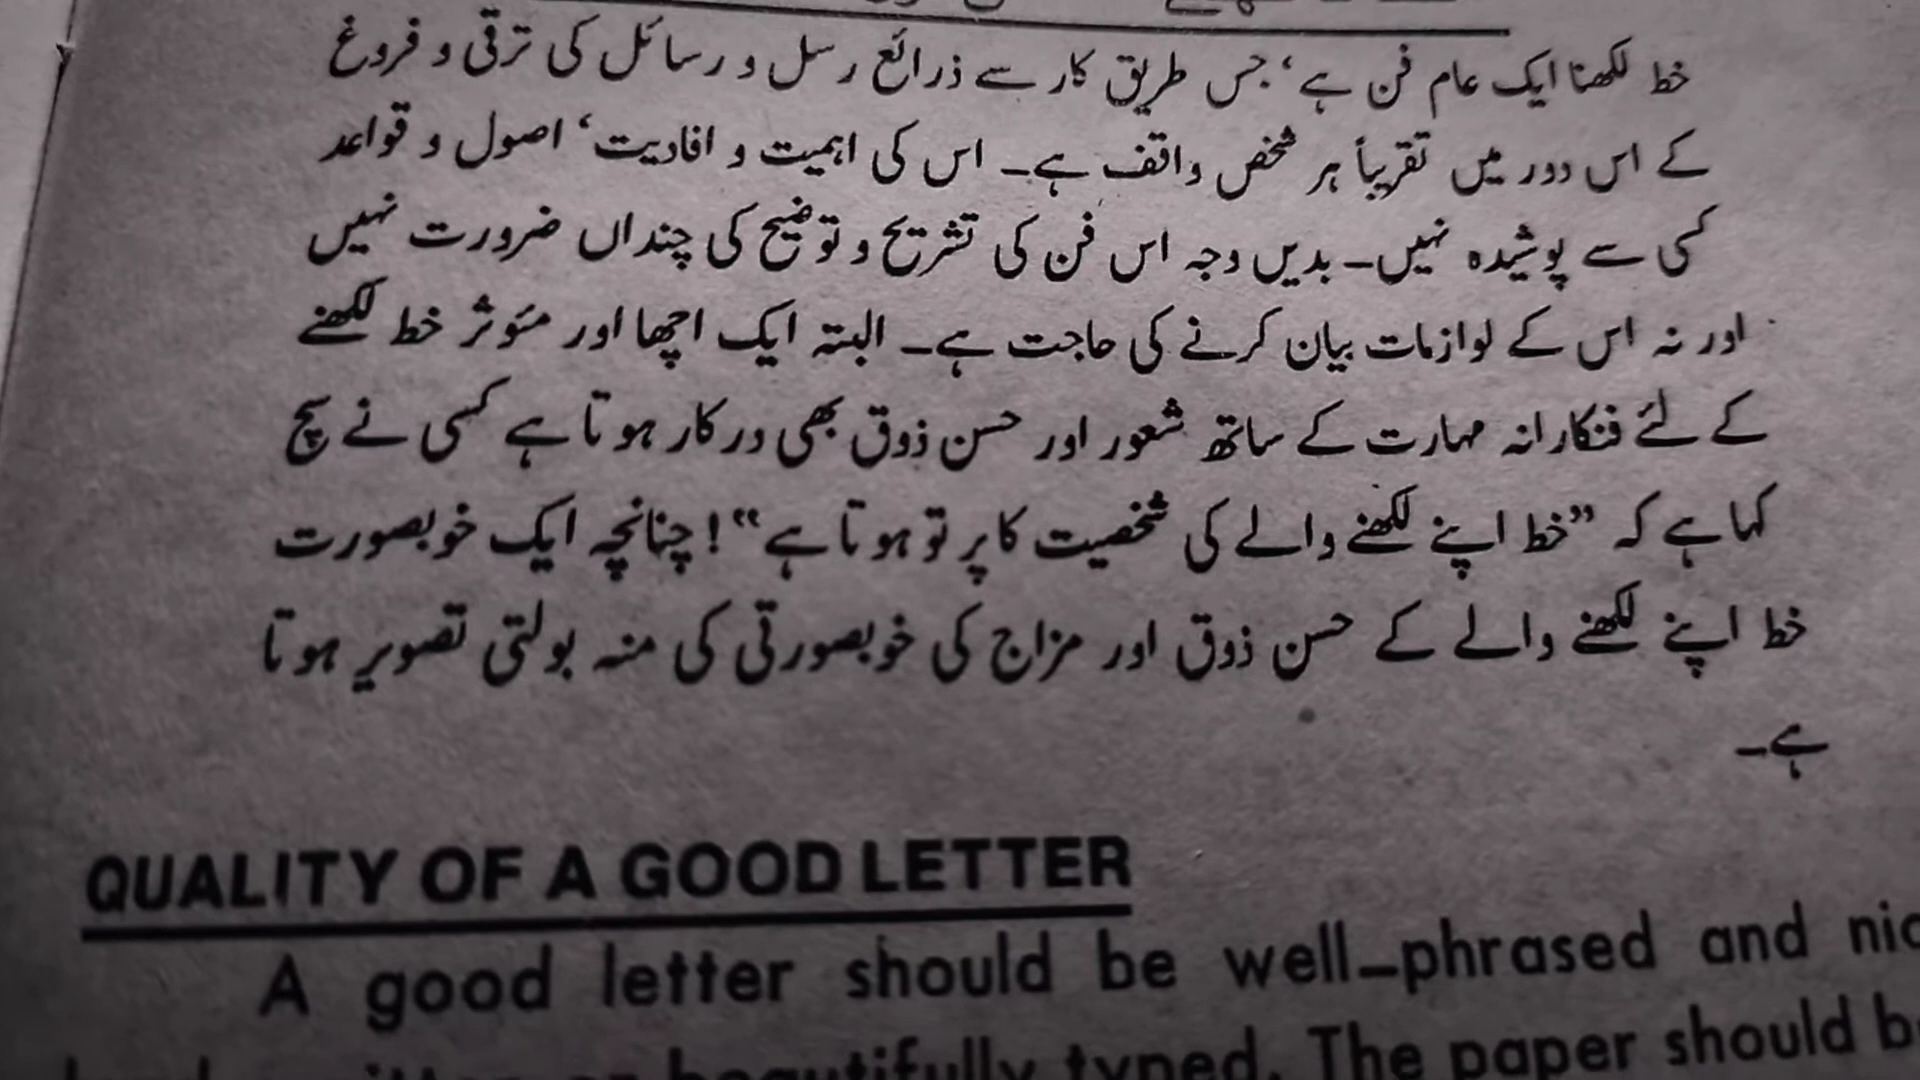 خط لکھنا ایک عام فن ہے‘ جس طریق کار سے ذرائع رسل و رسائل کی ترقی و فروغ
کے اس دور میں تقریباً ہر شخص واقف ہے۔ اس کی اہمیت و افادیت‘ اصول و قواعد
کسی سے پوشیدہ نہیں۔ بدیں وجہ اس فن کی تشریح و توضیح کی چنداں ضرورت نہیں
اور نہ اس کے لوازمات بیان کرنے کی حاجت ہے۔ البتہ ایک اچھا اور مئوثر خط لکھنے
کے لئے فنکارانہ مہارت کے ساتھ شعور اور حسن ذوق بھی درکار ہوتا ہے کسی نے سچ
کہا ہے کہ ”خط اپنے لکھنے والے کی شخصیت کا پرتو ہوتا ہے“! چنانچہ ایک خوبصورت
خط اپنے لکھنے والے کے حسن ذوق اور مزاج کی خوبصورتی کی منہ بولتی تصویر ہوتا
ہے۔
QUALITY OF A GOOD LETTER
A good letter should be well-phrased and
beautifully typed. The paper should